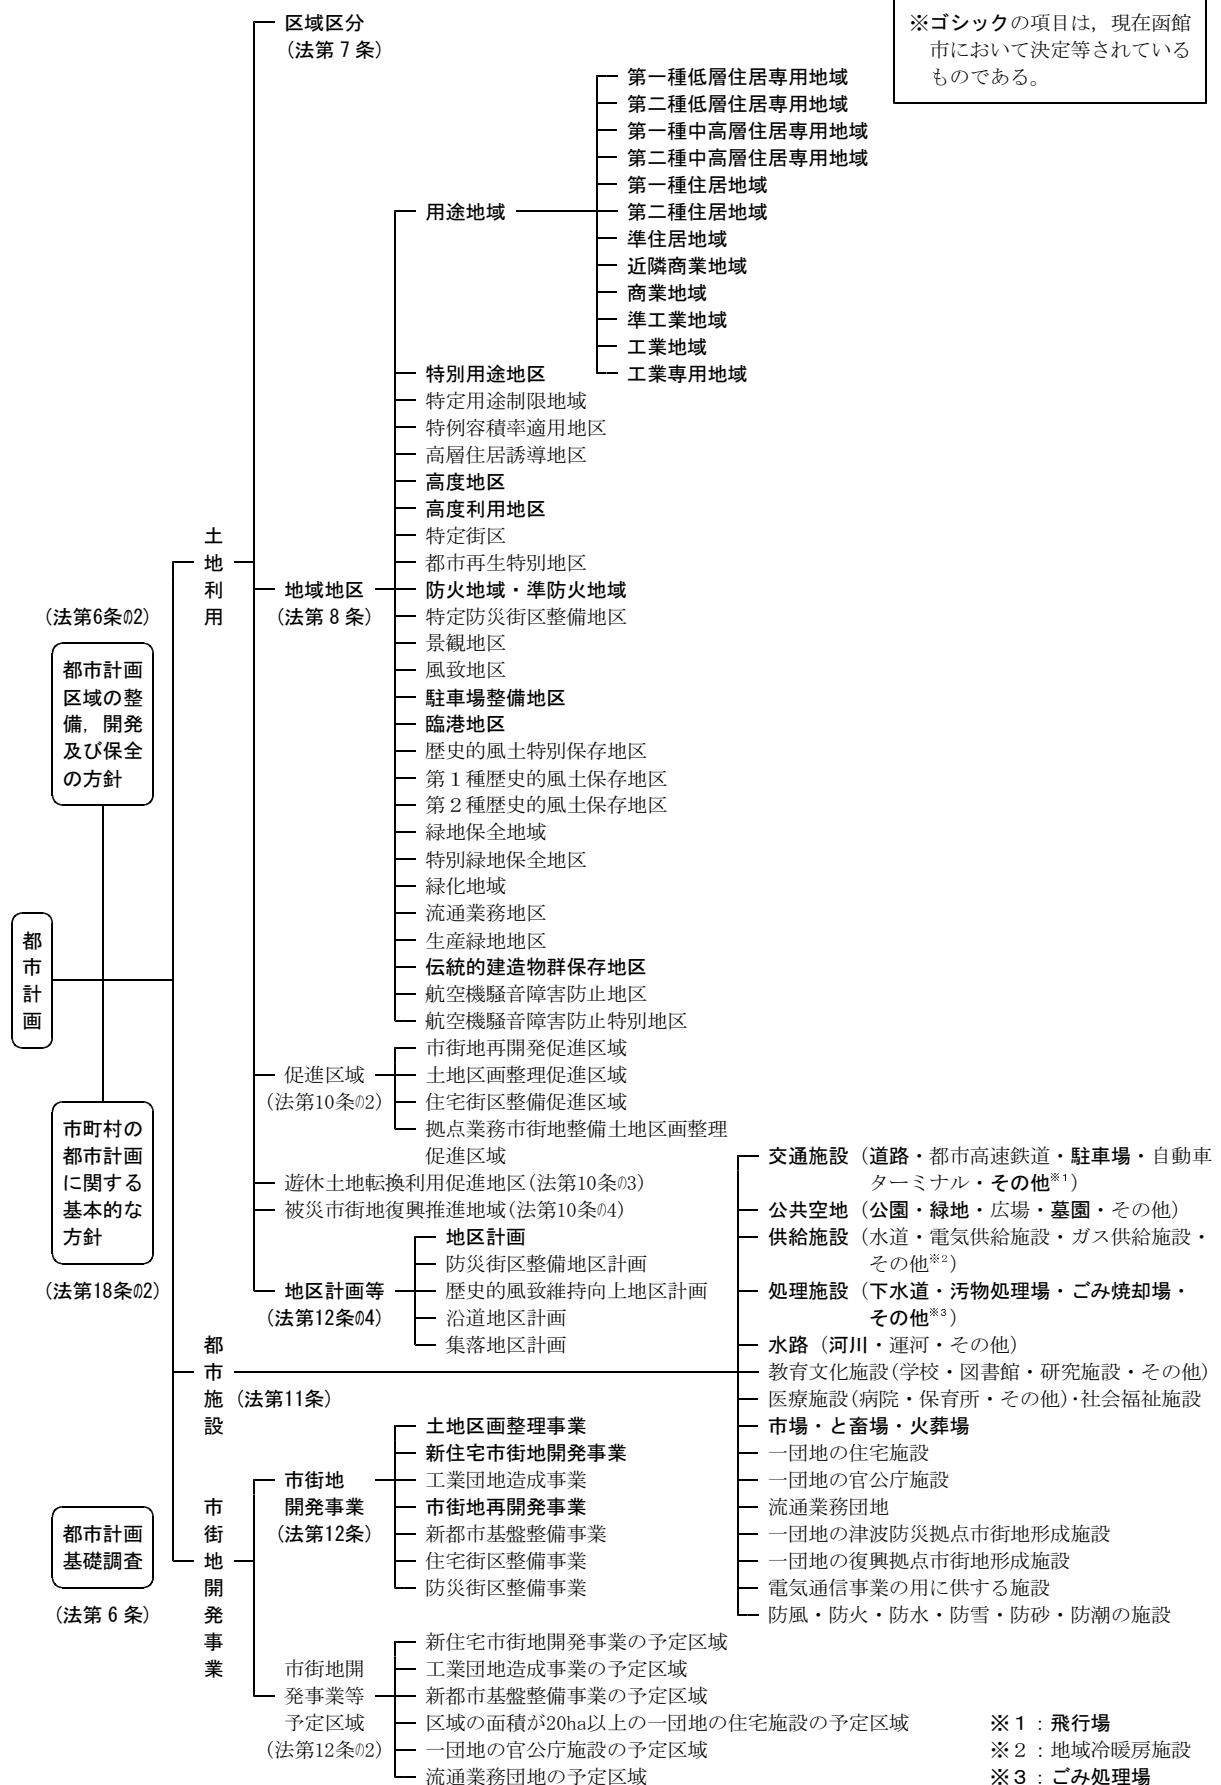 ※ゴシックの項目は，現在函館
市において決定等されている
ものである。
都市計画
(法第6条の2)
都市計画
区域の整
備，開発
及び保全
の方針
市町村の
都市計画
に関する
基本的な
方針
(法第18条の2)
都市計画
基礎調査
(法第６条)
土地利用
区域区分
(法第７条)
地域地区
(法第８条)
用途地域
第一種低層住居専用地域
第二種低層住居専用地域
第一種中高層住居専用地域
第二種中高層住居専用地域
第一種住居地域
第二種住居地域
準住居地域
近隣商業地域
商業地域
準工業地域
工業地域
工業専用地域
特別用途地区
特定用途制限地域
特例容積率適用地区
高層住居誘導地区
高度地区
高度利用地区
特定街区
都市再生特別地区
防火地域・準防火地域
特定防災街区整備地区
景観地区
風致地区
駐車場整備地区
臨港地区
歴史的風土特別保存地区
第１種歴史的風土保存地区
第２種歴史的風土保存地区
緑地保全地域
特別緑地保全地区
緑化地域
流通業務地区
生産緑地地区
伝統的建造物群保存地区
航空機騒音障害防止地区
航空機騒音障害防止特別地区
促進区域
(法第10条の2)
市街地再開発促進区域
土地区画整理促進区域
住宅街区整備促進区域
拠点業務市街地整備土地区画整理
促進区域
遊休土地転換利用促進地区(法第10条の3)
被災市街地復興推進地域(法第10条の4)
地区計画等
(法第12条の4)
地区計画
防災街区整備地区計画
歴史的風致維持向上地区計画
沿道地区計画
集落地区計画
都市施設
(法第11条)
交通施設（道路・都市高速鉄道・駐車場・自動車
ターミナル・その他※１）
公共空地（公園・緑地・広場・墓園・その他）
供給施設（水道・電気供給施設・ガス供給施設・
その他※２）
処理施設（下水道・汚物処理場・ごみ焼却場・
その他※３）
水路（河川・運河・その他）
教育文化施設(学校・図書館・研究施設・その他)
医療施設(病院・保育所・その他)・社会福祉施設
市場・と畜場・火葬場
一団地の住宅施設
一団地の官公庁施設
流通業務団地
一団地の津波防災拠点市街地形成施設
一団地の復興拠点市街地形成施設
電気通信事業の用に供する施設
防風・防火・防水・防雪・防砂・防潮の施設
市街地開発事業
市街地
開発事業
(法第12条)
土地区画整理事業
新住宅市街地開発事業
工業団地造成事業
市街地再開発事業
新都市基盤整備事業
住宅街区整備事業
防災街区整備事業
市街地開
発事業等
予定区域
(法第12条の2)
新住宅市街地開発事業の予定区域
工業団地造成事業の予定区域
新都市基盤整備事業の予定区域
区域の面積が20ha以上の一団地の住宅施設の予定区域
一団地の官公庁施設の予定区域
流通業務団地の予定区域
※１：飛行場
※２：地域冷暖房施設
※３：ごみ処理場